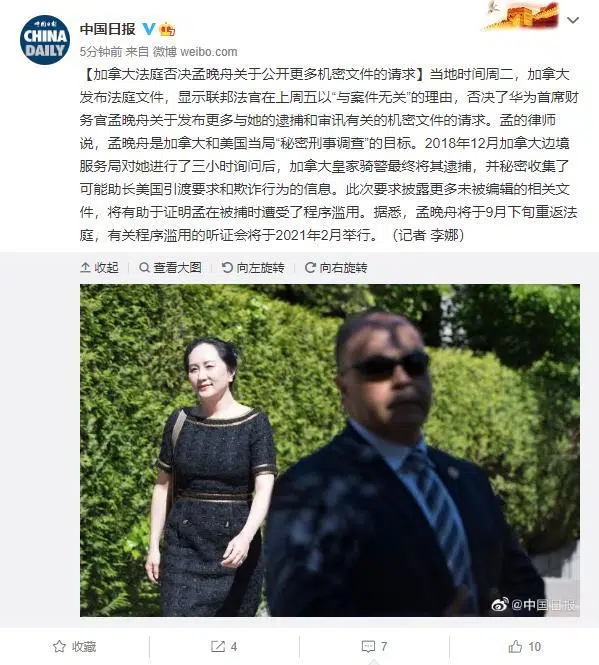 中国日报
CHINA
DAILY
中国日报
5分钟前 来自 微博 weibo.com
【加拿大法庭否决孟晚舟关于公开更多机密文件的请求】当地时间周二，加拿大
发布法庭文件，显示联邦法官在上周五以“与案件无关”的理由，否决了华为首席财
务官孟晚舟关于发布更多与她的逮捕和审讯有关的机密文件的请求。孟的律师
说，孟晚舟是加拿大和美国当局“秘密刑事调查”的目标。2018年12月加拿大边境
服务局对她进行了三小时询问后，加拿大皇家骑警最终将其逮捕，并秘密收集了
可能助长美国引渡要求和欺诈行为的信息。此次要求披露更多未被编辑的相关文
件，将有助于证明孟在被捕时遭受了程序滥用。据悉，孟晚舟将于9月下旬重返法
庭，有关程序滥用的听证会将于2021年2月举行。（记者 李娜）
收起 查看大图 向左旋转 向右旋转
@中国日报
收藏 4 7 10